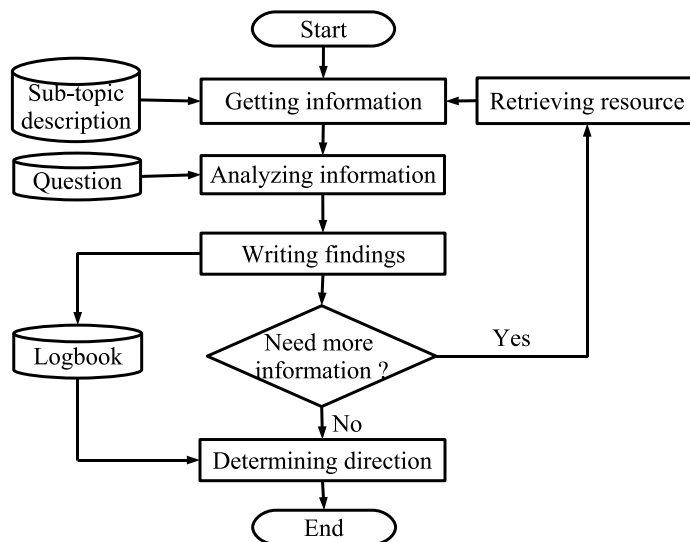 Start
Sub-topic
description
Getting information
Retrieving resource
Question
Analyzing information
Writing findings
Logbook
Need more
information ?
Yes
No
Determining direction
End